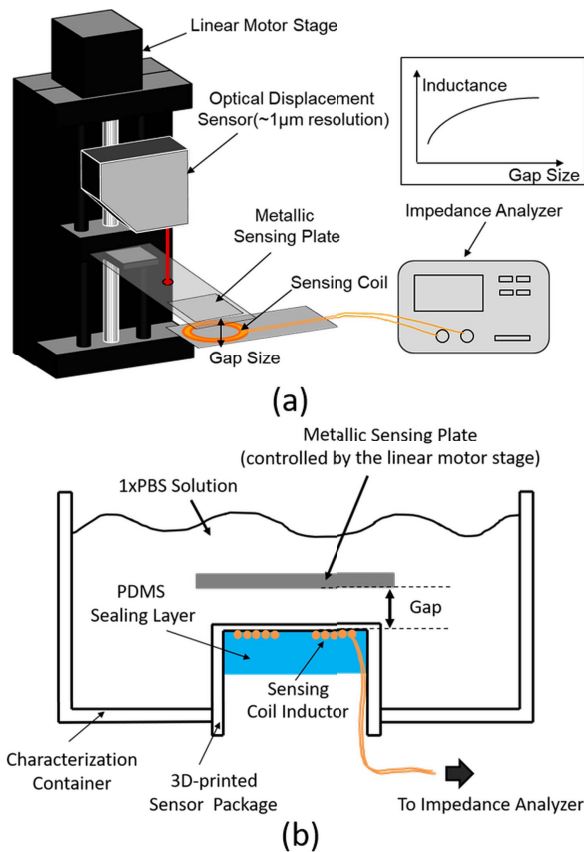 Linear Motor Stage
Optical Displacement
Sensor(~1μm resolution)
Inductance
Gap Size
Metallic
Sensing Plate
Impedance Analyzer
Sensing Coil
Gap Size
(a)
Metallic Sensing Plate
(controlled by the linear motor stage)
1xPBS Solution
PDMS
Sealing Layer
Gap
Sensing
Coil Inductor
Characterization
Container
3D-printed
Sensor Package
To Impedance Analyzer
(b)